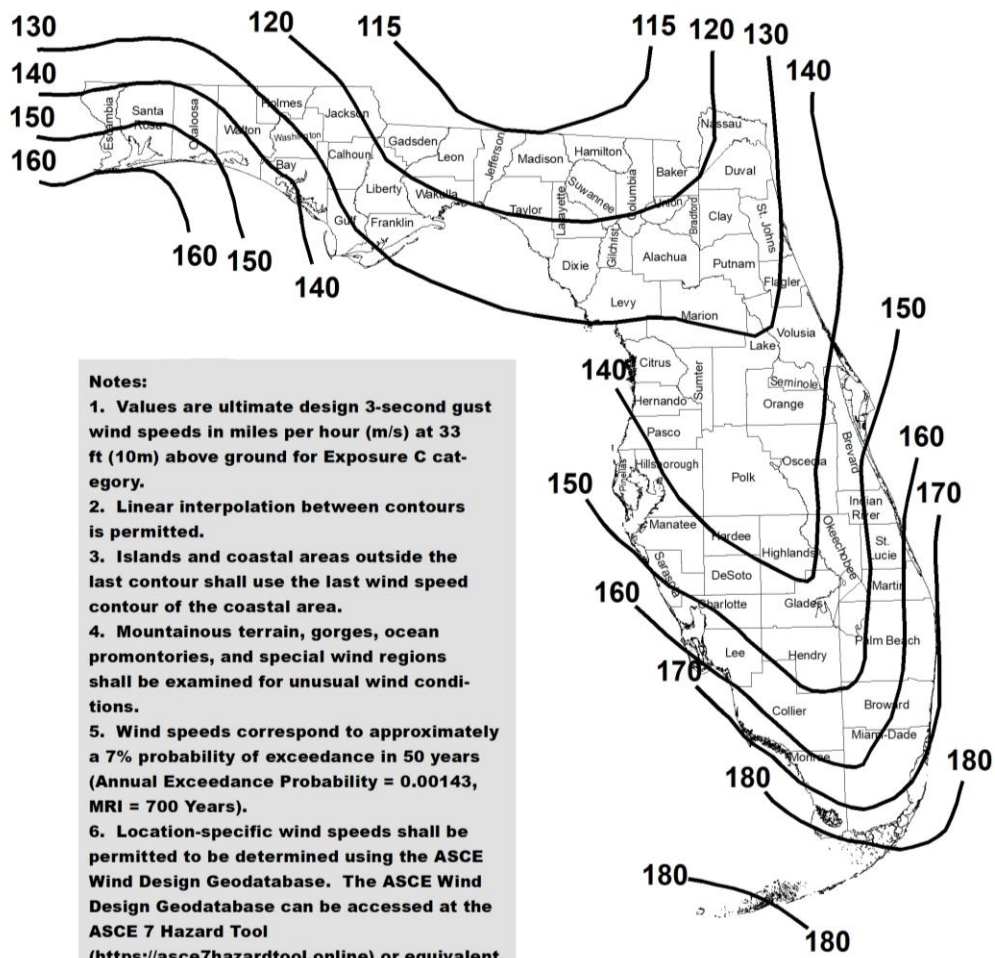 130
120
115
115
120
130
140
140
150
160
160
150
140
Escambia
Santa
Rosa
Okaloosa
Walton
Holmes
Washington
Jackson
Bay
Calhoun
Gulf
Liberty
Franklin
Gadsden
Leon
Wakulla
Jefferson
Madison
Taylor
Hamilton
Suwannee
Lafayette
Dixie
Columbia
Gilchrist
Levy
Baker
Union
Bradford
Alachua
Marion
Nassau
Duval
Clay
St. Johns
Putnam
Flagler
Volusia
Lake
150
140
Citrus
Sumter
Hernando
Pasco
Seminole
Orange
Brevard
Pinellas
Hillsborough
Polk
Osceola
Indian
River
160
170
150
Manatee
Hardee
Highlands
Okeechobee
St.
Lucie
Sarasota
DeSoto
Martin
160
Charlotte
Glades
Palm Beach
Lee
Hendry
170
Collier
Broward
Miami-Dade
Monroe
180
180
180
180
Notes:
1. Values are ultimate design 3-second gust
wind speeds in miles per hour (m/s) at 33
ft (10m) above ground for Exposure C cat-
egory.
2. Linear interpolation between contours
is permitted.
3. Islands and coastal areas outside the
last contour shall use the last wind speed
contour of the coastal area.
4. Mountainous terrain, gorges, ocean
promontories, and special wind regions
shall be examined for unusual wind condi-
tions.
5. Wind speeds correspond to approximately
a 7% probability of exceedance in 50 years
(Annual Exceedance Probability = 0.00143,
MRI = 700 Years).
6. Location-specific wind speeds shall be
permitted to be determined using the ASCE
Wind Design Geodatabase. The ASCE Wind
Design Geodatabase can be accessed at the
ASCE 7 Hazard Tool
(https://asce7hazardtool.online) or equivalent